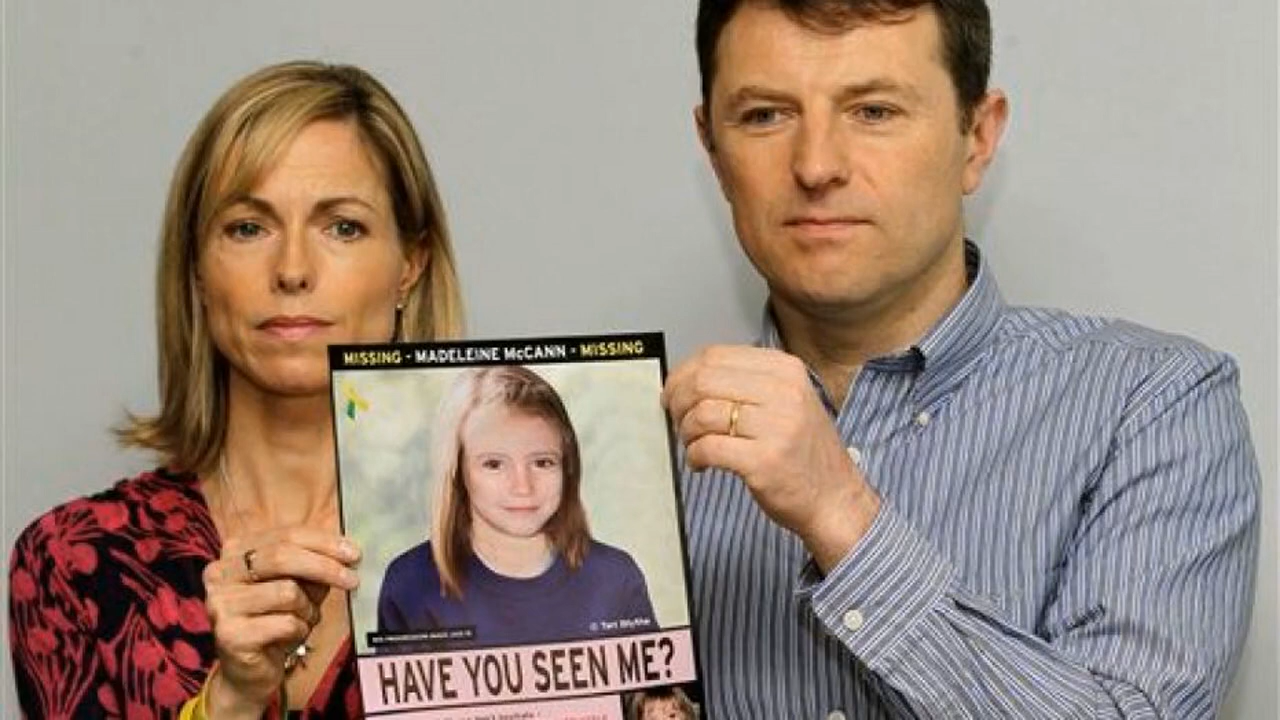 MISSING - MADELEINE McCANN - MISSING
© Teri Blythe
HAVE YOU SEEN ME?